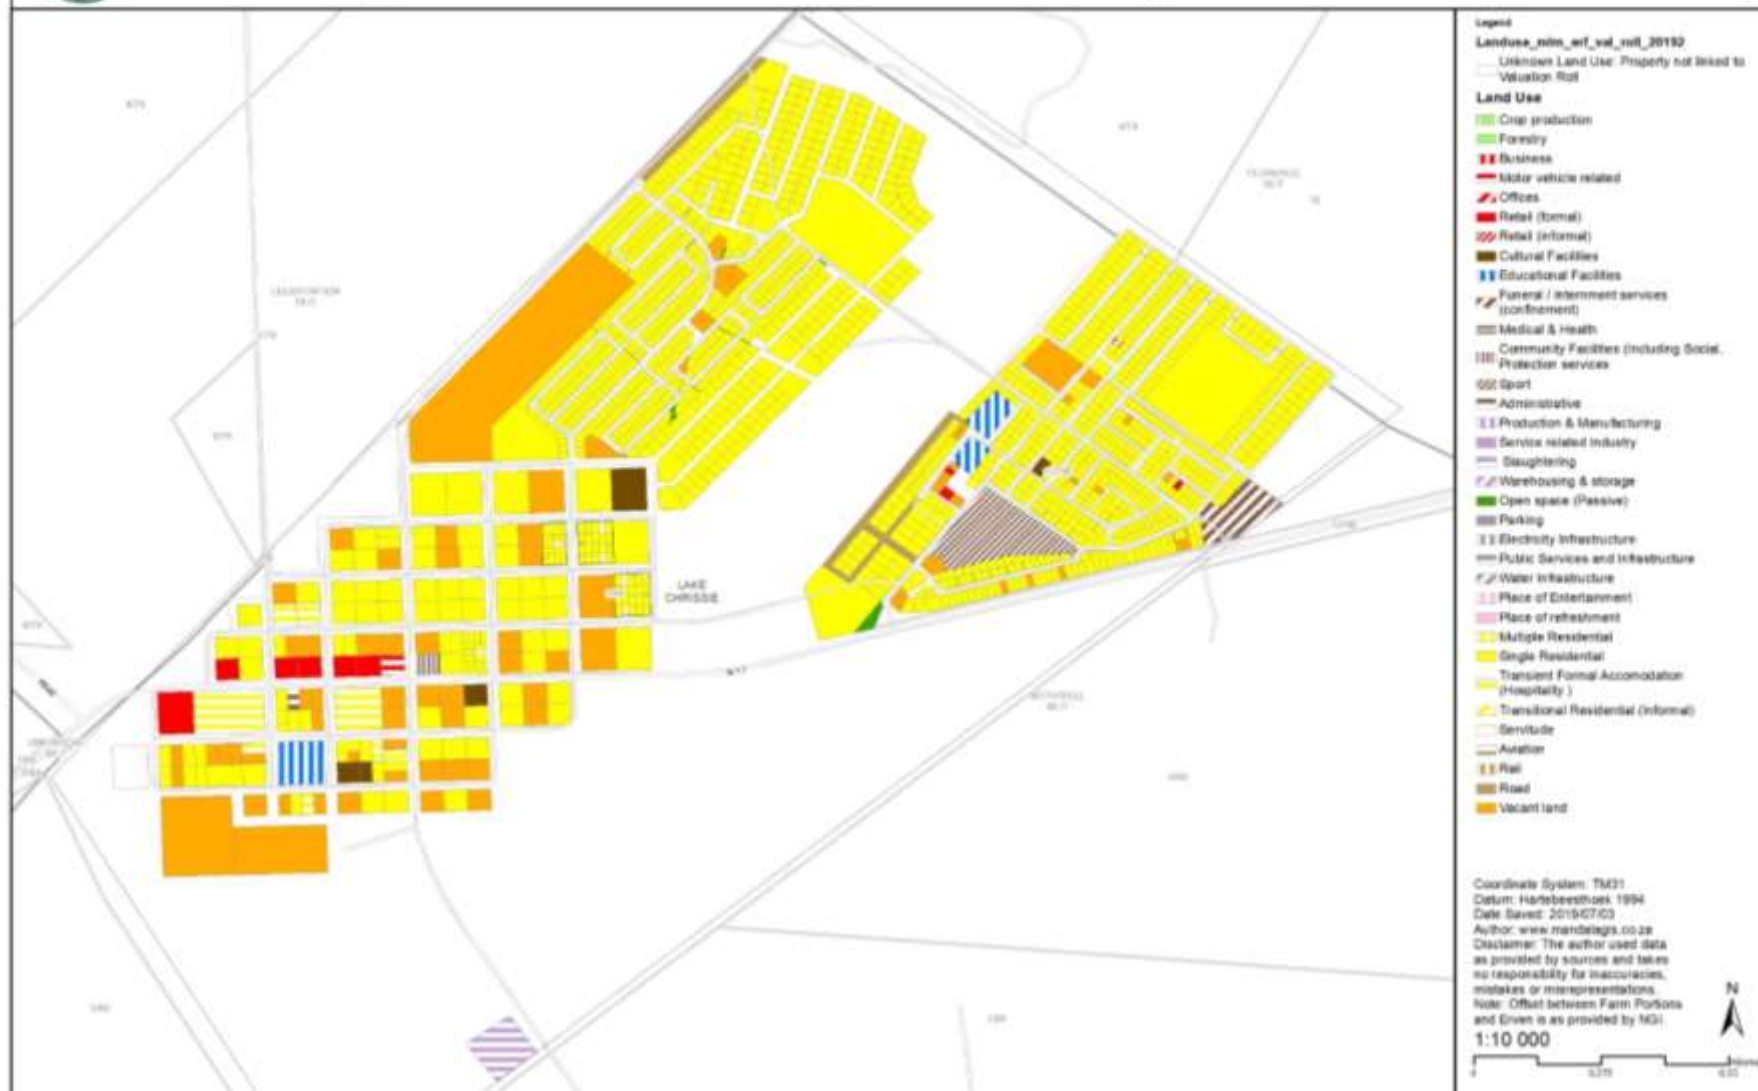 LAKE
CHRISSIE
N17
Legend
Landuse_mlm_erf_val_roll_20192
Unknown Land Use: Property not linked to
Valuation Roll
Land Use
Crop production
Forestry
Business
Motor vehicle related
Offices
Retail (formal)
Retail (informal)
Cultural Facilities
Educational Facilities
Funeral / Internment services
(confinement)
Medical & Health
Community Facilities (Including Social,
Protection services
Sport
Administrative
Production & Manufacturing
Service related Industry
Slaughtering
Warehousing & storage
Open space (Passive)
Parking
Electricity Infrastructure
Public Services and Infrastructure
Water Infrastructure
Place of Entertainment
Place of refreshment
Multiple Residential
Single Residential
Transient Formal Accomodation
(Hospitality )
Transitional Residential (Informal)
Servitude
Aviation
Rail
Road
Vacant land
Coordinate System: TM31
Datum: Hartebeesthoek 1994
Date Saved: 2019/07/03
Author: www.mandalagis.co.za
Disclaimer: The author used data
as provided by sources and takes
no responsibility for inaccuracies,
mistakes or misrepresentations.
Note: Offset between Farm Portions
and Erven is as provided by NGI.
N
1:10 000